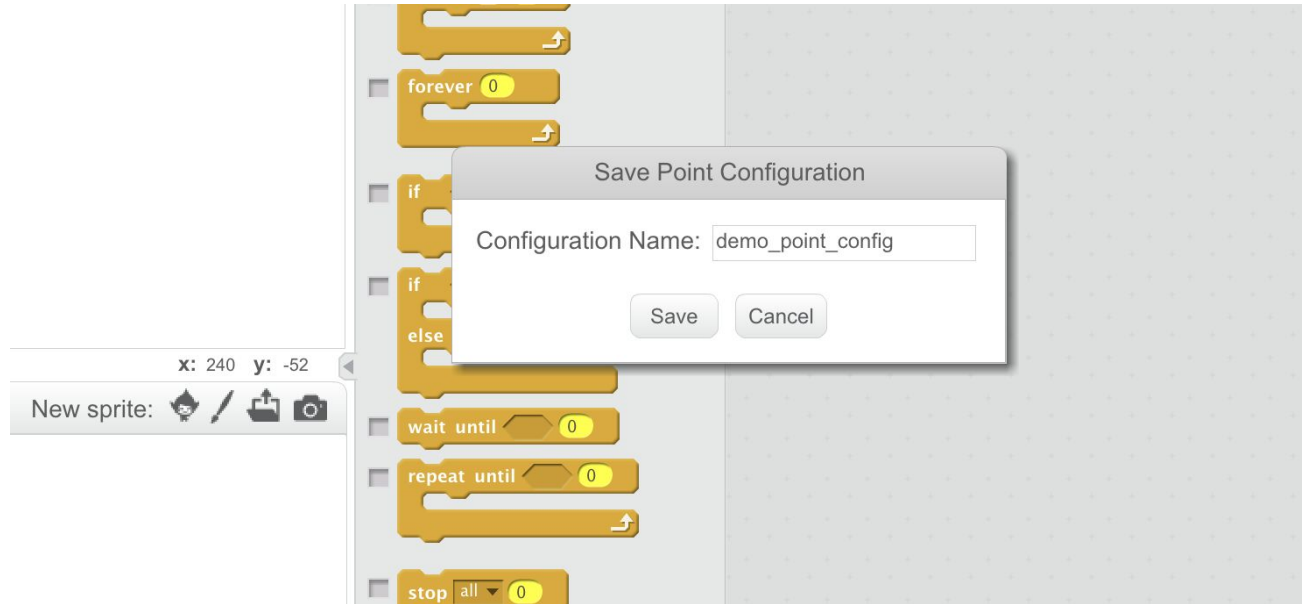 forever 0
Save Point Configuration
if
Configuration Name: demo_point_config
if
Save Cancel
else
x: 240 y: -52
New sprite:
wait until 0
repeat until 0
stop all 0